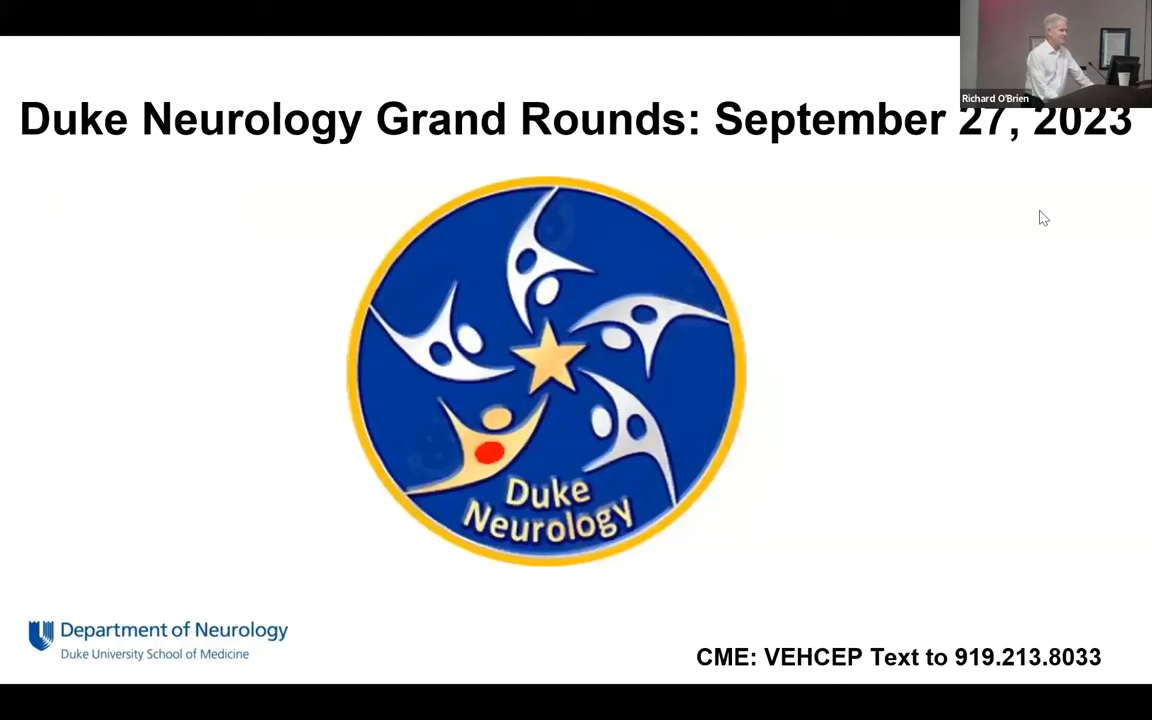 Richard O'Brien
Duke Neurology Grand Rounds: September 27, 2023
Duke
Neurology
Department of Neurology
Duke University School of Medicine
CME: VEHCEP Text to 919.213.8033